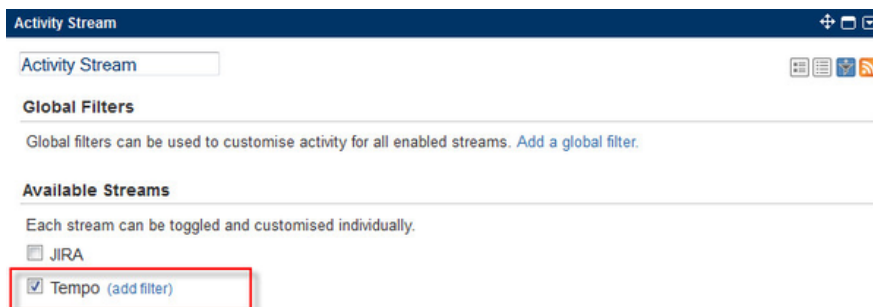 Activity Stream
Activity Stream
Global Filters
Global filters can be used to customise activity for all enabled streams. Add a global filter.
Available Streams
Each stream can be toggled and customised individually.
JIRA
Tempo (add filter)